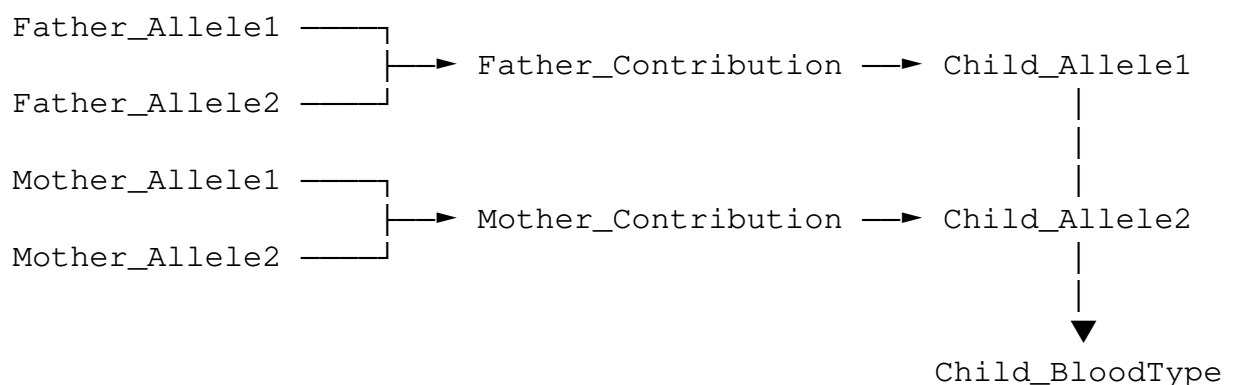 Father_Allele1
Father_Contribution Child_Allele1
Father_Allele2
Mother_Allele1
Mother_Contribution Child_Allele2
Mother_Allele2
Child_BloodType